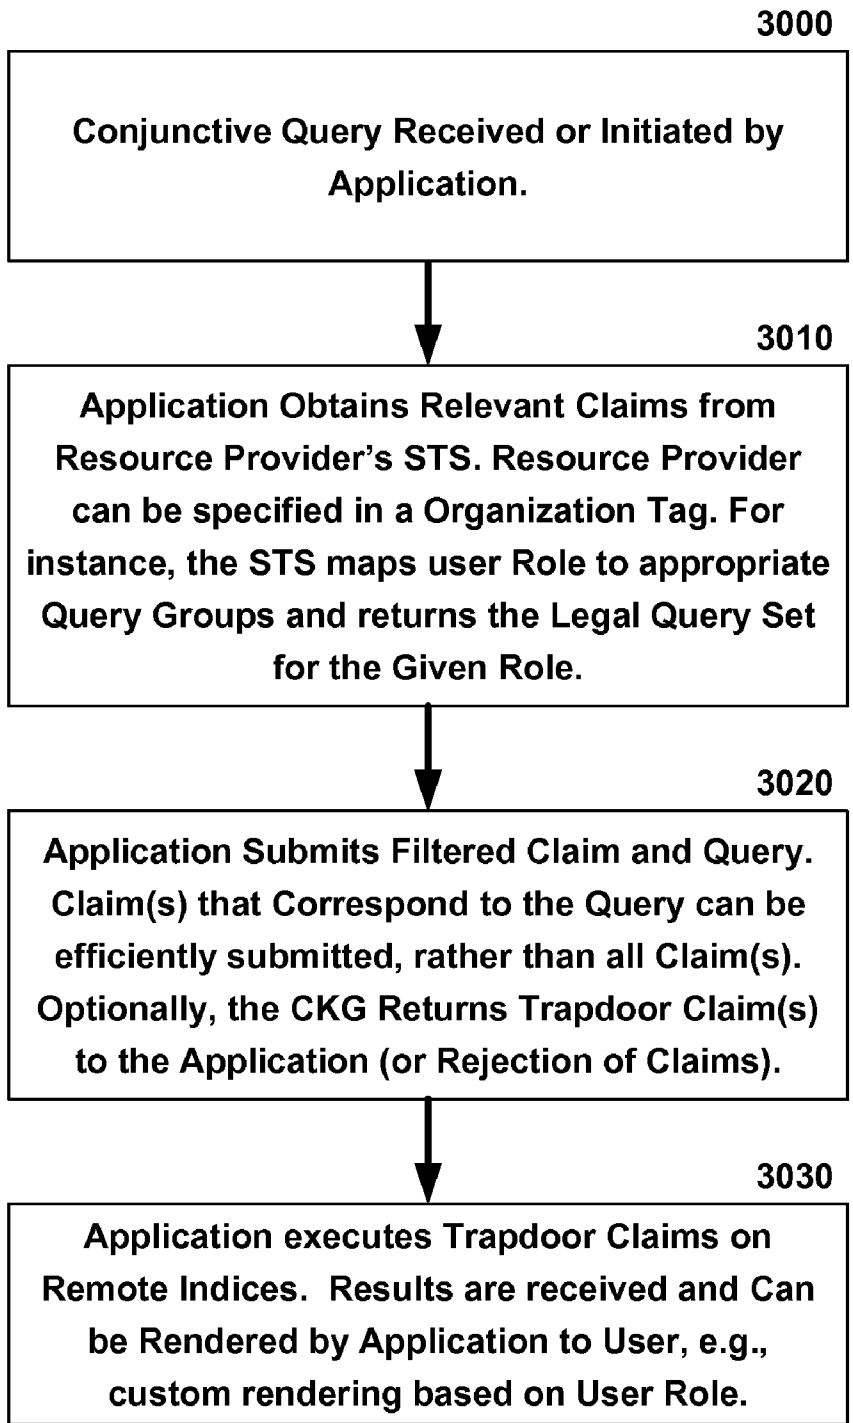 3000
Conjunctive Query Received or Initiated by
Application.
3010
Application Obtains Relevant Claims from
Resource Provider's STS. Resource Provider
can be specified in a Organization Tag. For
instance, the STS maps user Role to appropriate
Query Groups and returns the Legal Query Set
for the Given Role.
3020
Application Submits Filtered Claim and Query.
Claim(s) that Correspond to the Query can be
efficiently submitted, rather than all Claim(s).
Optionally, the CKG Returns Trapdoor Claim(s)
to the Application (or Rejection of Claims).
3030
Application executes Trapdoor Claims on
Remote Indices.  Results are received and Can
be Rendered by Application to User, e.g.,
custom rendering based on User Role.